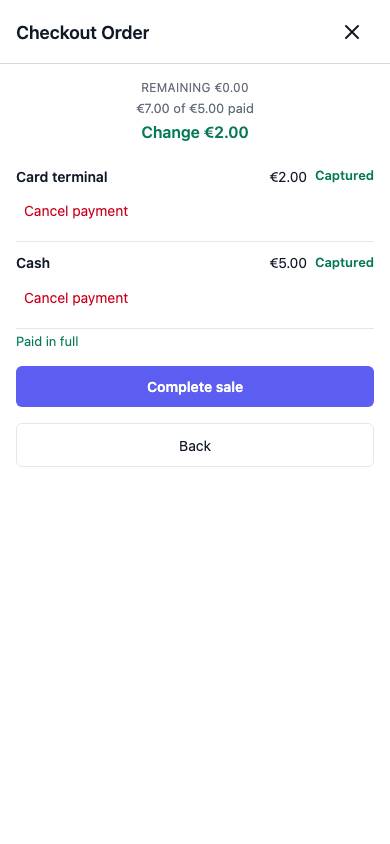 Checkout Order
REMAINING €0.00
€7.00 of €5.00 paid
Change €2.00
Card terminal €2.00 Captured
Cancel payment
Cash €5.00 Captured
Cancel payment
Paid in full
Complete sale
Back